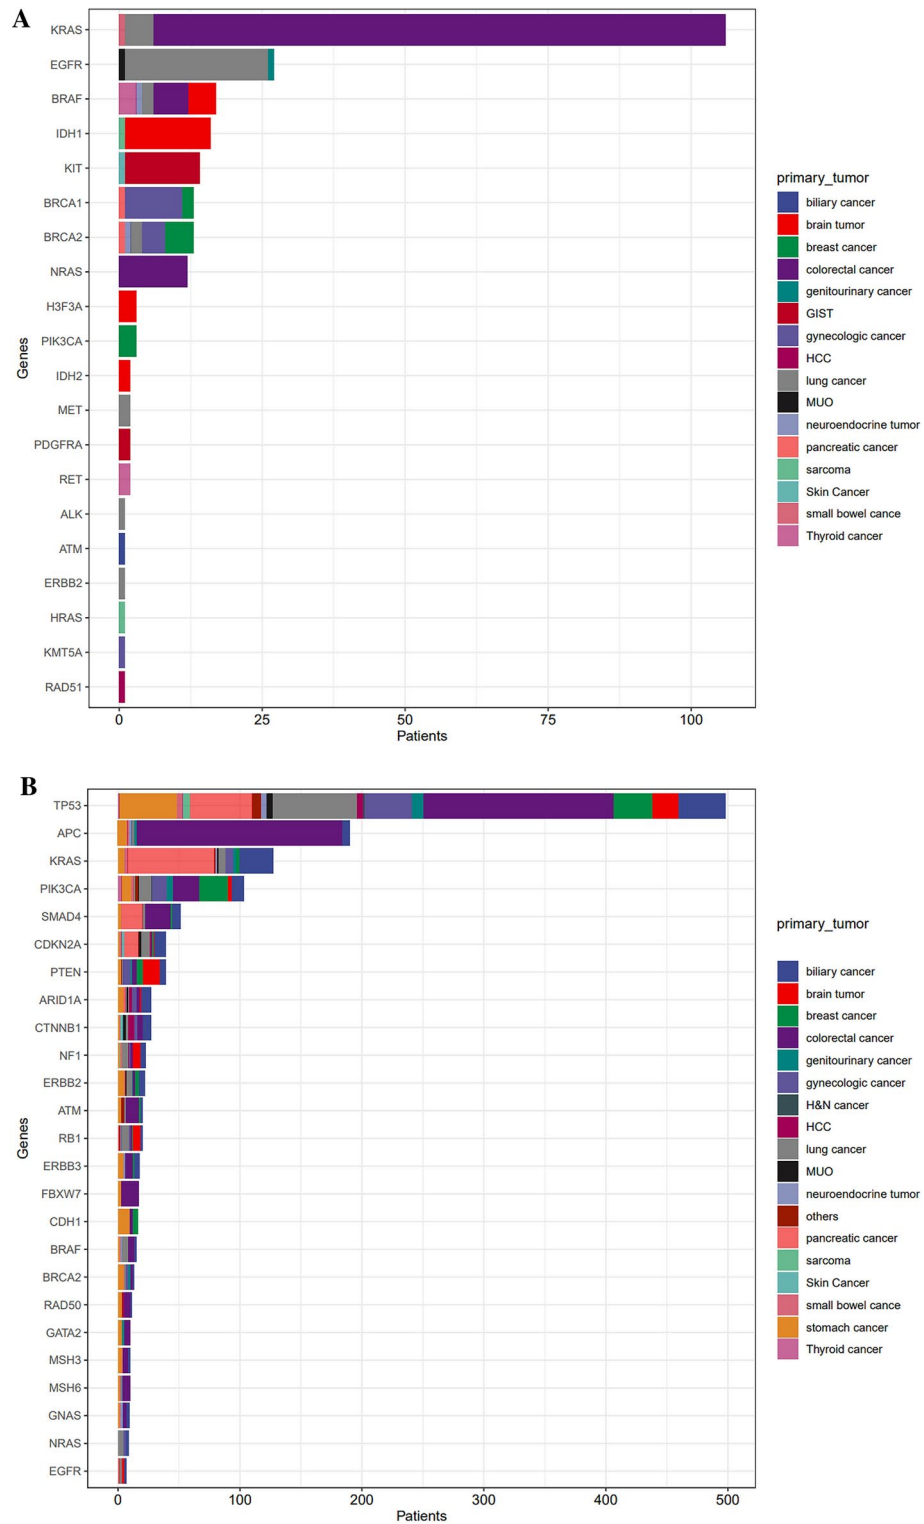 A
KRAS
EGFR
BRAF
IDH1
KIT
BRCA1
BRCA2
NRAS
H3F3A
PIK3CA
IDH2
MET
PDGFRA
RET
ALK
ATM
ERBB2
HRAS
KMT5A
RAD51
Genes
0 25 50 75 100
Patients
primary_tumor
biliary cancer
brain tumor
breast cancer
colorectal cancer
genitourinary cancer
GIST
gynecologic cancer
HCC
lung cancer
MUO
neuroendocrine tumor
pancreatic cancer
sarcoma
Skin Cancer
small bowel cance
Thyroid cancer
B
TP53
APC
KRAS
PIK3CA
SMAD4
CDKN2A
PTEN
ARID1A
CTNNB1
NF1
ERBB2
ATM
RB1
ERBB3
FBXW7
CDH1
BRAF
BRCA2
RAD50
GATA2
MSH3
MSH6
GNAS
NRAS
EGFR
Genes
0 100 200 300 400 500
Patients
primary_tumor
biliary cancer
brain tumor
breast cancer
colorectal cancer
genitourinary cancer
gynecologic cancer
H&N cancer
HCC
lung cancer
MUO
neuroendocrine tumor
others
pancreatic cancer
sarcoma
Skin Cancer
small bowel cance
stomach cancer
Thyroid cancer